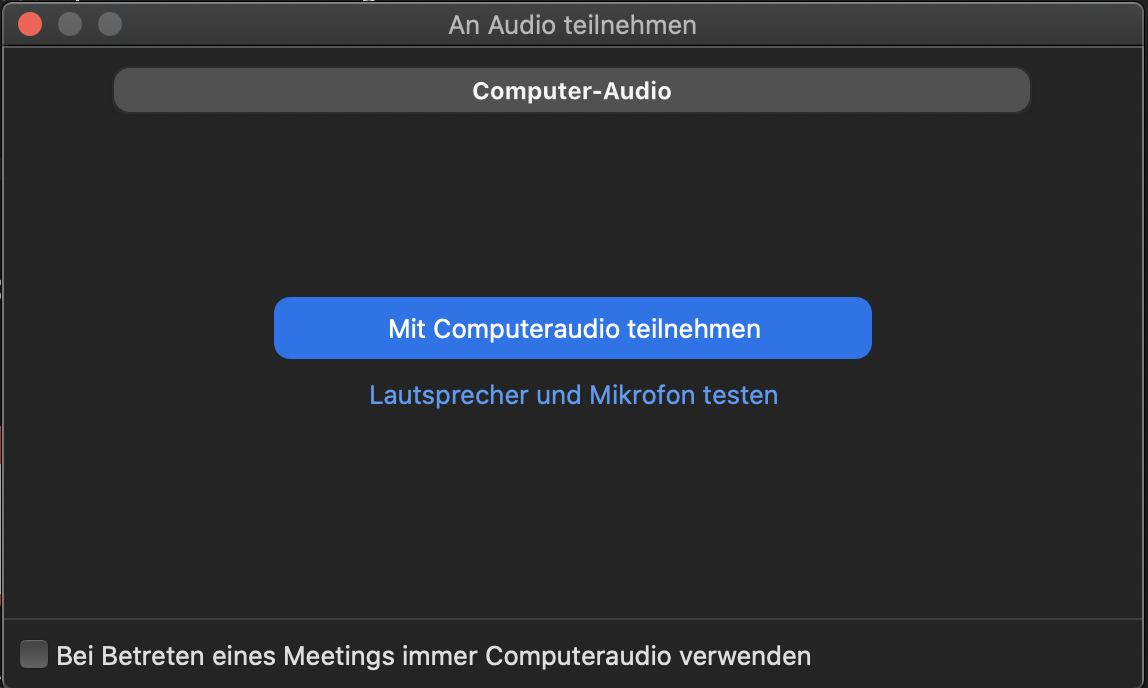 An Audio teilnehmen
Computer-Audio
Mit Computeraudio teilnehmen
Lautsprecher und Mikrofon testen
Bei Betreten eines Meetings immer Computeraudio verwenden